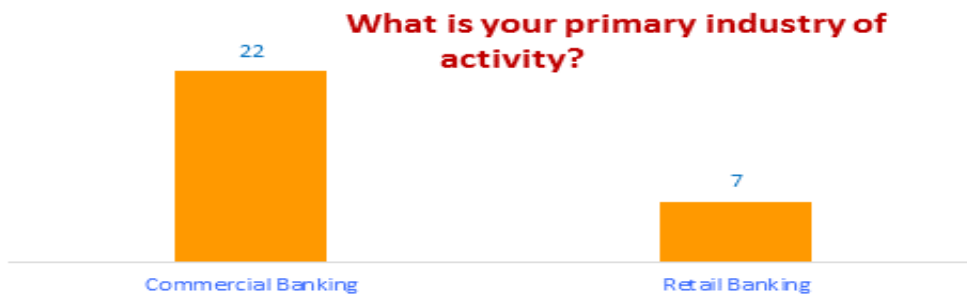 What is your primary industry of
activity?
22
7
Commercial Banking
Retail Banking